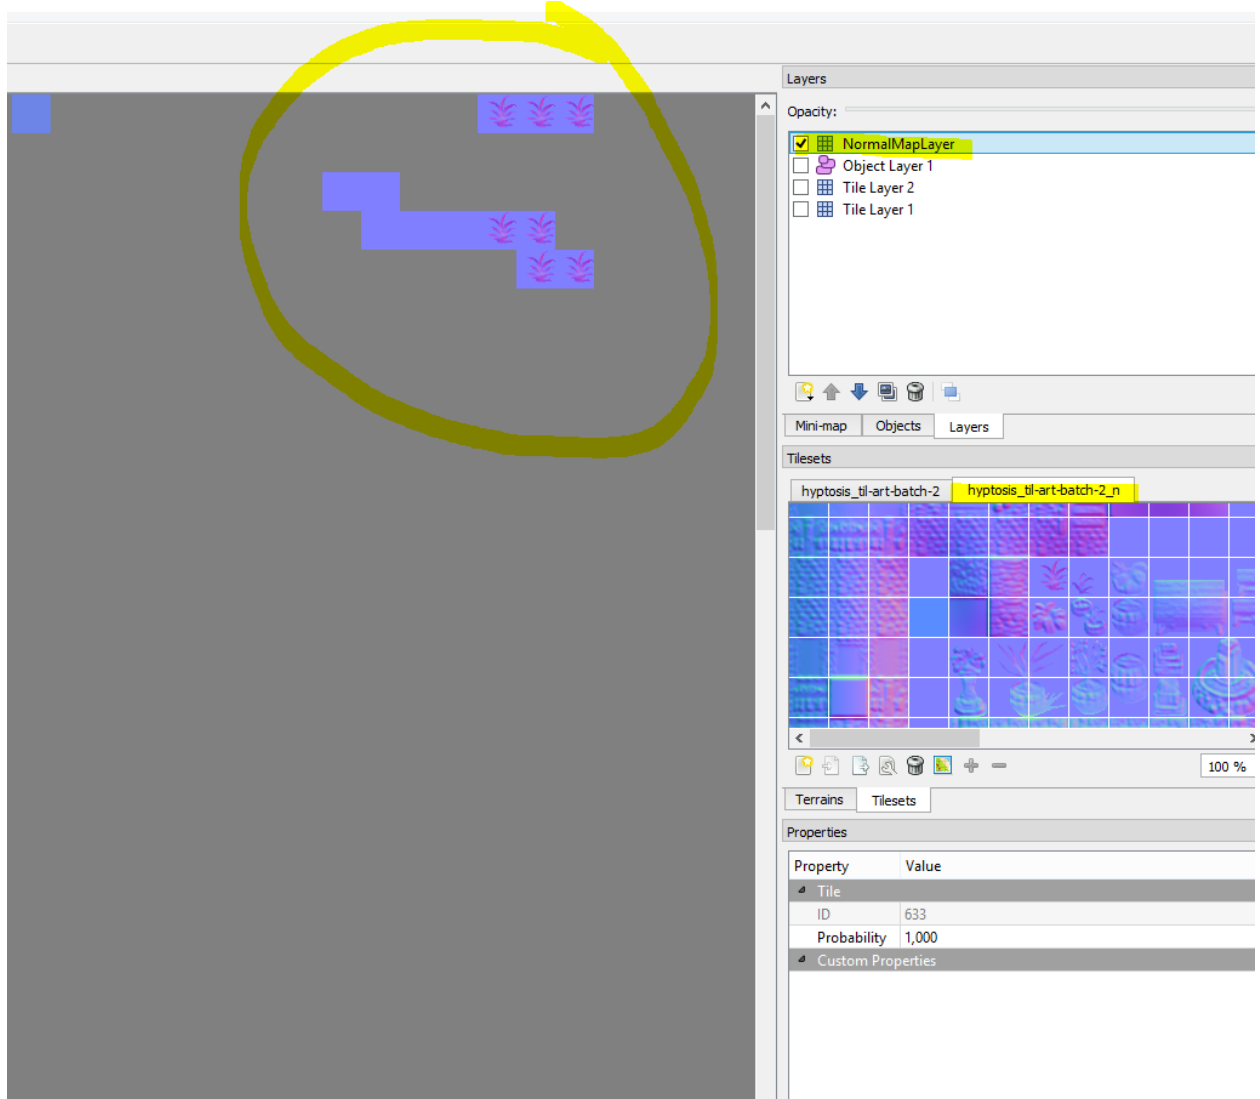 Layers
Opacity:
NormalMapLayer
Object Layer 1
Tile Layer 2
Tile Layer 1
Mini-map Objects Layers
Tilesets
hyptosis_til-art-batch-2 hyptosis_til-art-batch-2_n
100 %
Terrains Tilesets
Properties
Property Value
Tile
ID 633
Probability 1,000
Custom Properties